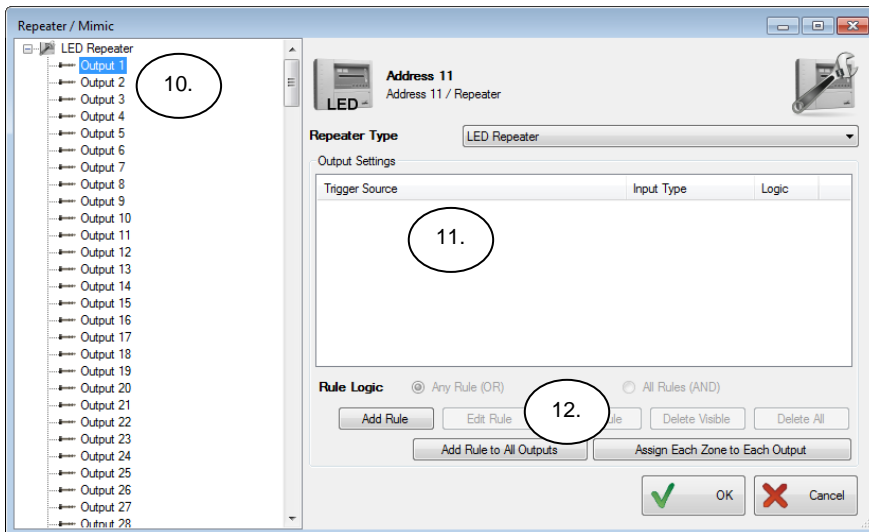 Repeater / Mimic
LED Repeater
Output 1
Output 2
Output 3
Output 4
Output 5
Output 6
Output 7
Output 8
Output 9
Output 10
Output 11
Output 12
Output 13
Output 14
Output 15
Output 16
Output 17
Output 18
Output 19
Output 20
Output 21
Output 22
Output 23
Output 24
Output 25
Output 26
Output 27
Output 28
10.
LED
Address 11
Address 11 / Repeater
Repeater Type LED Repeater
Output Settings
Trigger Source Input Type Logic
11.
Rule Logic Any Rule (OR) All Rules (AND)
Add Rule Edit Rule 12. Delete Visible Delete All
Add Rule to All Outputs Assign Each Zone to Each Output
OK Cancel